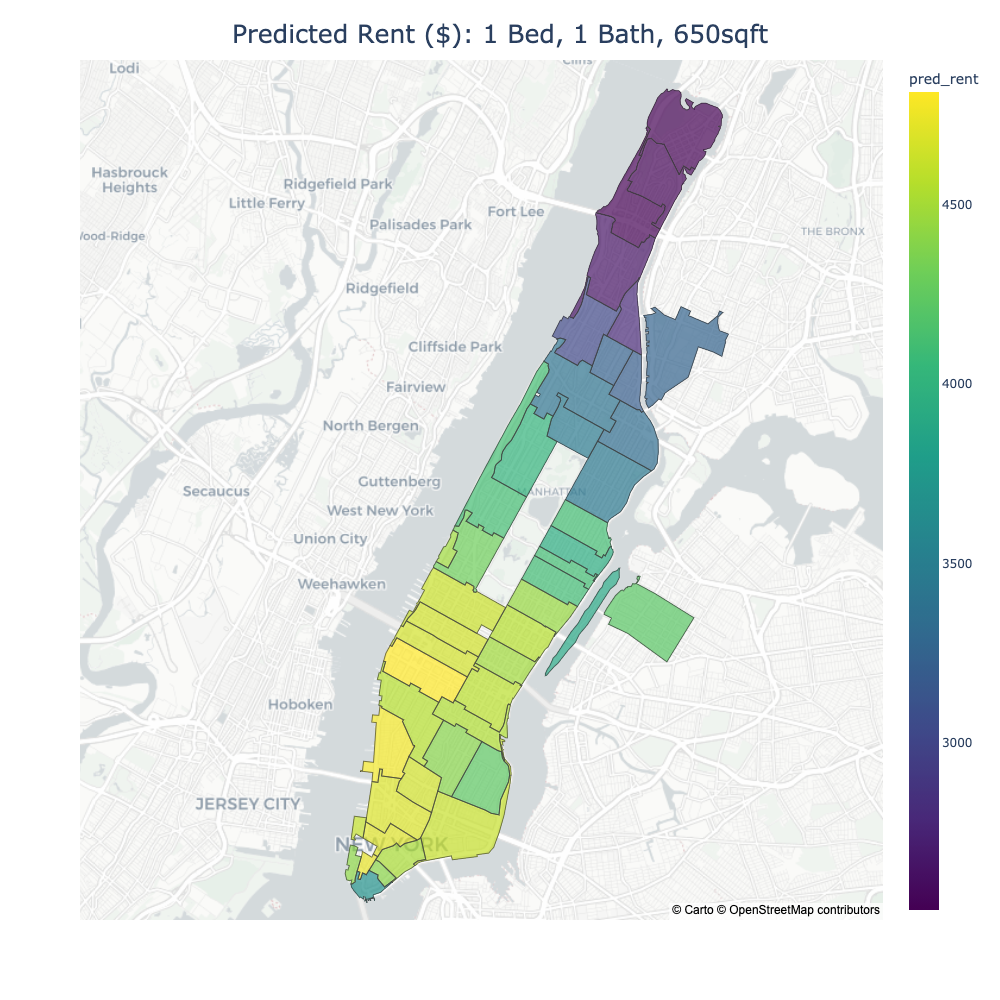 Predicted Rent ($): 1 Bed, 1 Bath, 650sqft
pred_rent
4500
4000
3500
3000
Lodi
Cliffs
Hasbrouck
Heights
Ridgefield Park
Little Ferry
Fort Lee
Palisades Park
Wood-Ridge
THE BRONX
Ridgefield
Cliffside Park
Fairview
North Bergen
Guttenberg
Secaucus
MANHATTAN
West New York
Union City
Weehawken
Hoboken
JERSEY CITY
NEW YORK
© Carto © OpenStreetMap contributors